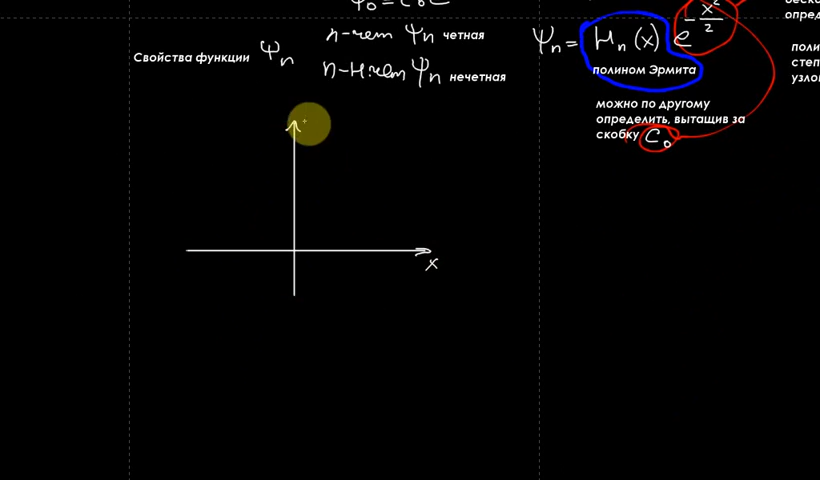 Свойства функции Ψn
n-чет Ψn четная
n-н.чет Ψn нечетная
Ψn = Hn (x) e^-x²/2
полином Эрмита
можно по другому
определить, вытащив за
скобку C₀
x
опред
поли
степ
узло